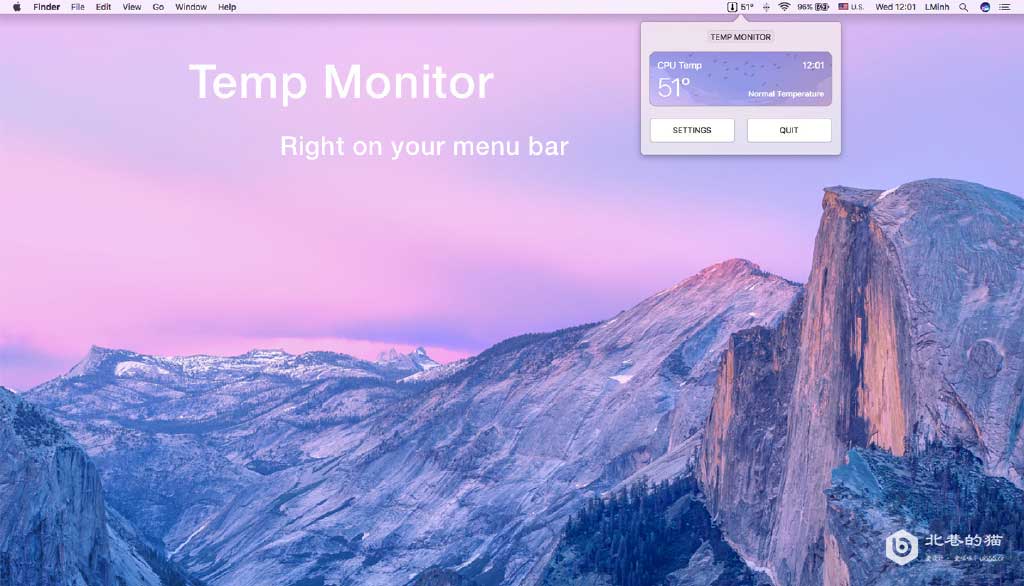 Finder File Edit View Go Window Help 51° 96% U.S. Wed 12:01 LMinh
TEMP MONITOR
CPU Temp 12:01
51° Normal Temperature
SETTINGS QUIT
Temp Monitor
Right on your menu bar
北巷的猫